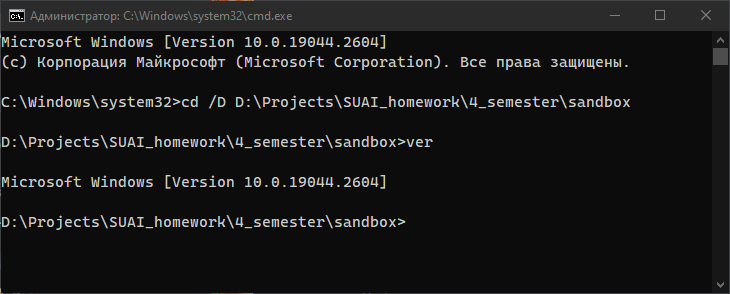 Администратор: C:\Windows\system32\cmd.exe
Microsoft Windows [Version 10.0.19044.2604]
(c) Корпорация Майкрософт (Microsoft Corporation). Все права защищены.
C:\Windows\system32>cd /D D:\Projects\SUAI_homework\4_semester\sandbox
D:\Projects\SUAI_homework\4_semester\sandbox>ver
Microsoft Windows [Version 10.0.19044.2604]
D:\Projects\SUAI_homework\4_semester\sandbox>